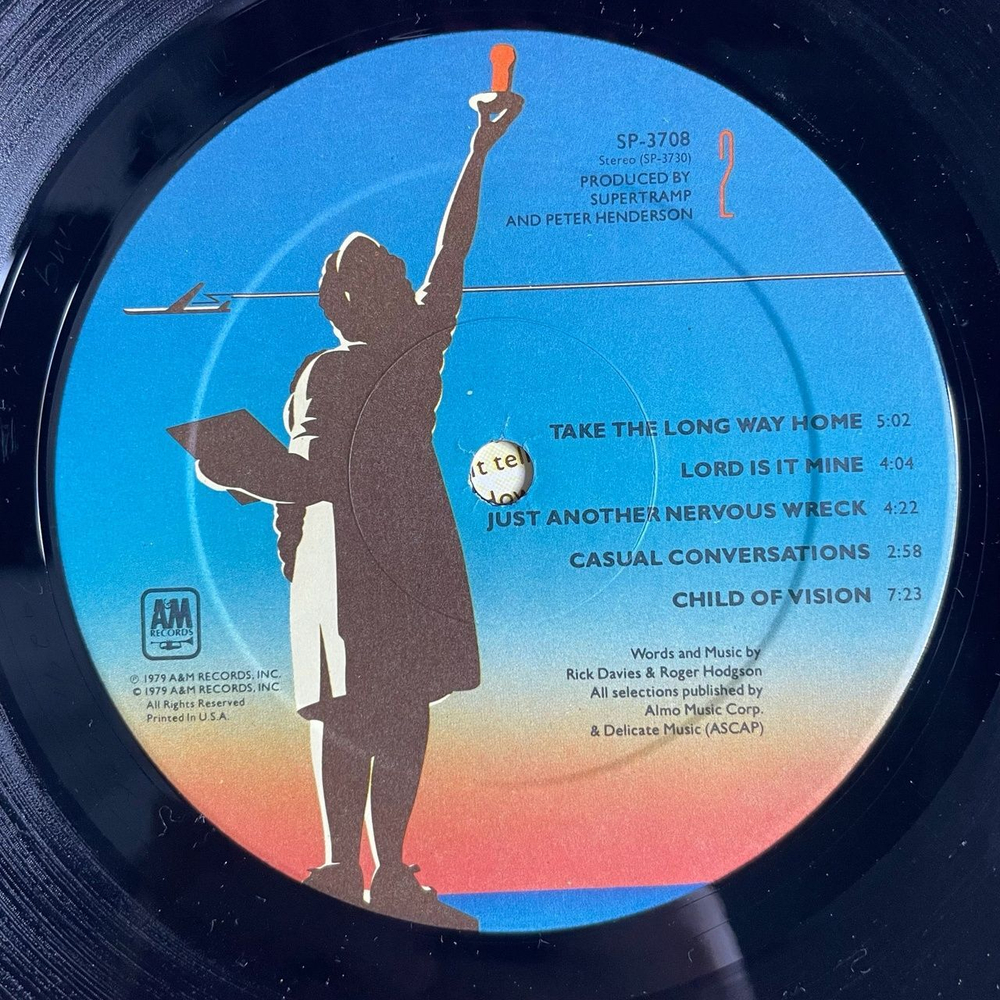 SP-3708
2
Stereo (SP-3730)
PRODUCED BY
SUPERTRAMP
AND PETER HENDERSON
TAKE THE LONG WAY HOME 5:02
LORD IS IT MINE 4:04
t tell
JUST ANOTHER NERVOUS WRECK 4:22
CASUAL CONVERSATIONS 2:58
CHILD OF VISION 7:23
A&M
RECORDS
Words and Music by
Rick Davies & Roger Hodgson
All selections published by
Almo Music Corp.
& Delicate Music (ASCAP)
℗ 1979 A&M RECORDS, INC.
© 1979 A&M RECORDS, INC.
All Rights Reserved
Printed In U.S.A.